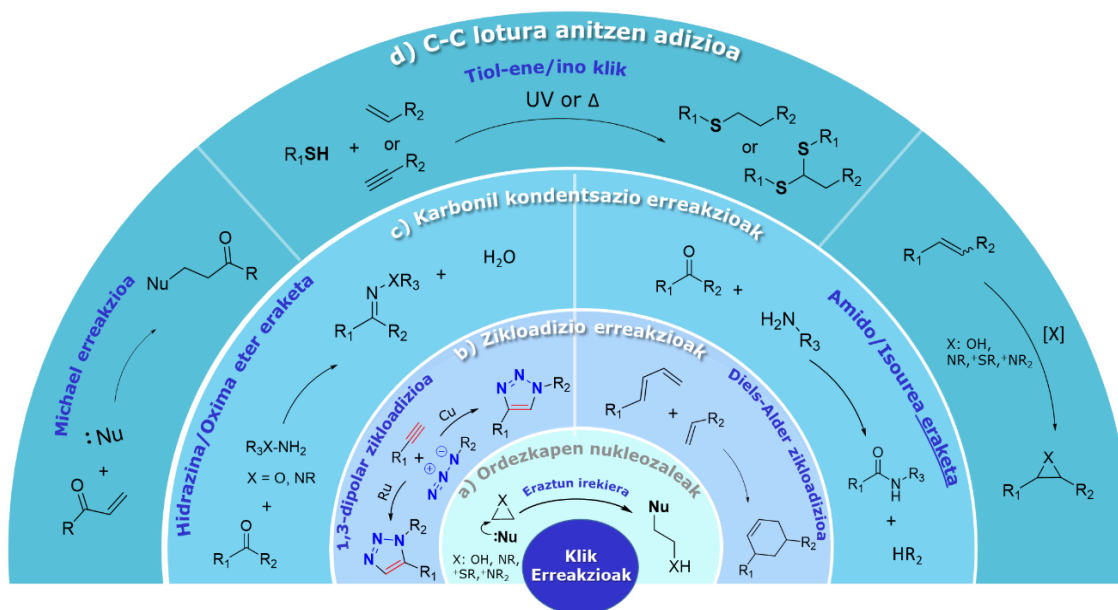 d) C-C lotura anitzen adizioa
Tiol-ene/ino klik
R₁SH
+
R₂
or
R₂
UV or Δ
R₁
S
R₂
or
R₁
S
R₁
S
R₂
Michael erreakzioa
O
Nu
R
:Nu
+
O
R
R₁
R₂
[X]
X: OH,
NR,⁺SR,⁺NR₂
X
R₁
R₂
c) Karbonil kondentsazio erreakzioak
Hidrazina/Oxima eter eraketa
N
XR₃
R₁
R₂
+
H₂O
R₃X-NH₂
X = O, NR
+
O
R₁
R₂
O
R₁
R₂
+
H₂N
R₃
Amido/Isourea eraketa
O
R₁
N
H
R₃
+
HR₂
b) Zikloadizio erreakzioak
1,3-dipolar zikloadizioa
N
N
N
R₂
R₁
Cu
R₁
+
N
N
N
R₂
⊕
⊖
Ru
N
N
N
R₂
R₁
Diels-Alder zikloadizioa
R₁
+
R₂
R₂
R₁
a) Ordezkapen nukleozaleak
Eraztun irekiera
X
:Nu
X: OH, NR,
⁺SR,⁺NR₂
Nu
XH
Klik
Erreakzioak